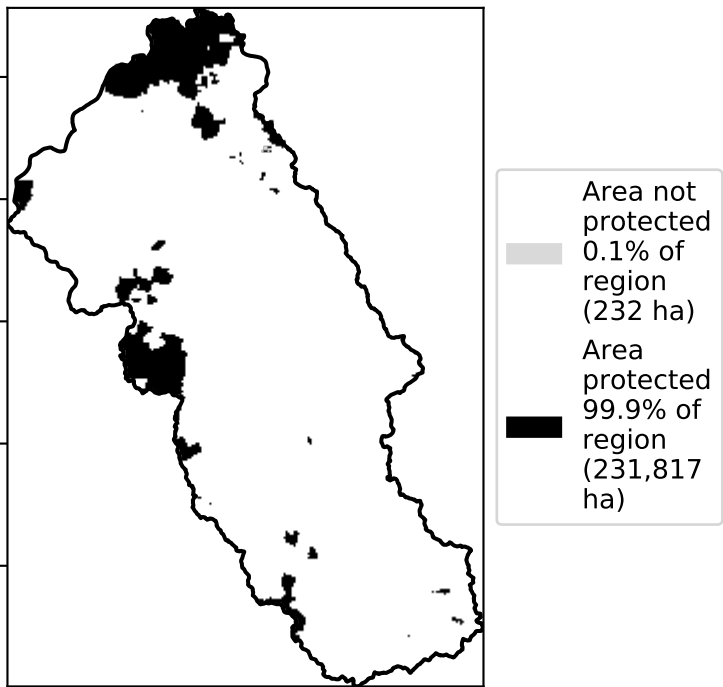 Area not
protected
0.1% of
region
(232 ha)
Area
protected
99.9% of
region
(231,817
ha)